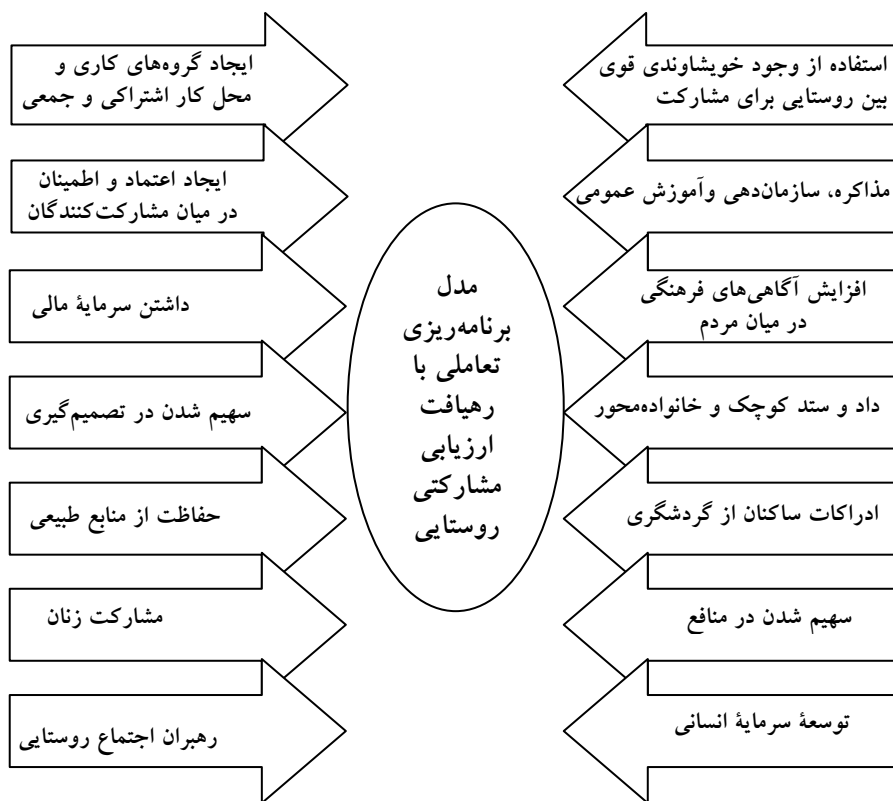 استفاده از وجود خویشاوندی قوی
بین روستایی برای مشارکت
مذاکره، سازمان‌دهی وآموزش عمومی
افزایش آگاهی‌های فرهنگی
در میان مردم
داد و ستد کوچک و خانواده‌محور
ادراکات ساکنان از گردشگری
سهیم شدن در منافع
توسعهٔ سرمایهٔ انسانی
مدل
برنامه‌ریزی
تعاملی با
رهیافت
ارزیابی
مشارکتی
روستایی
ایجاد گروه‌های کاری و
محل کار اشتراکی و جمعی
ایجاد اعتماد و اطمینان
در میان مشارکت‌کنندگان
داشتن سرمایهٔ مالی
سهیم شدن در تصمیم‌گیری
حفاظت از منابع طبیعی
مشارکت زنان
رهبران اجتماع روستایی